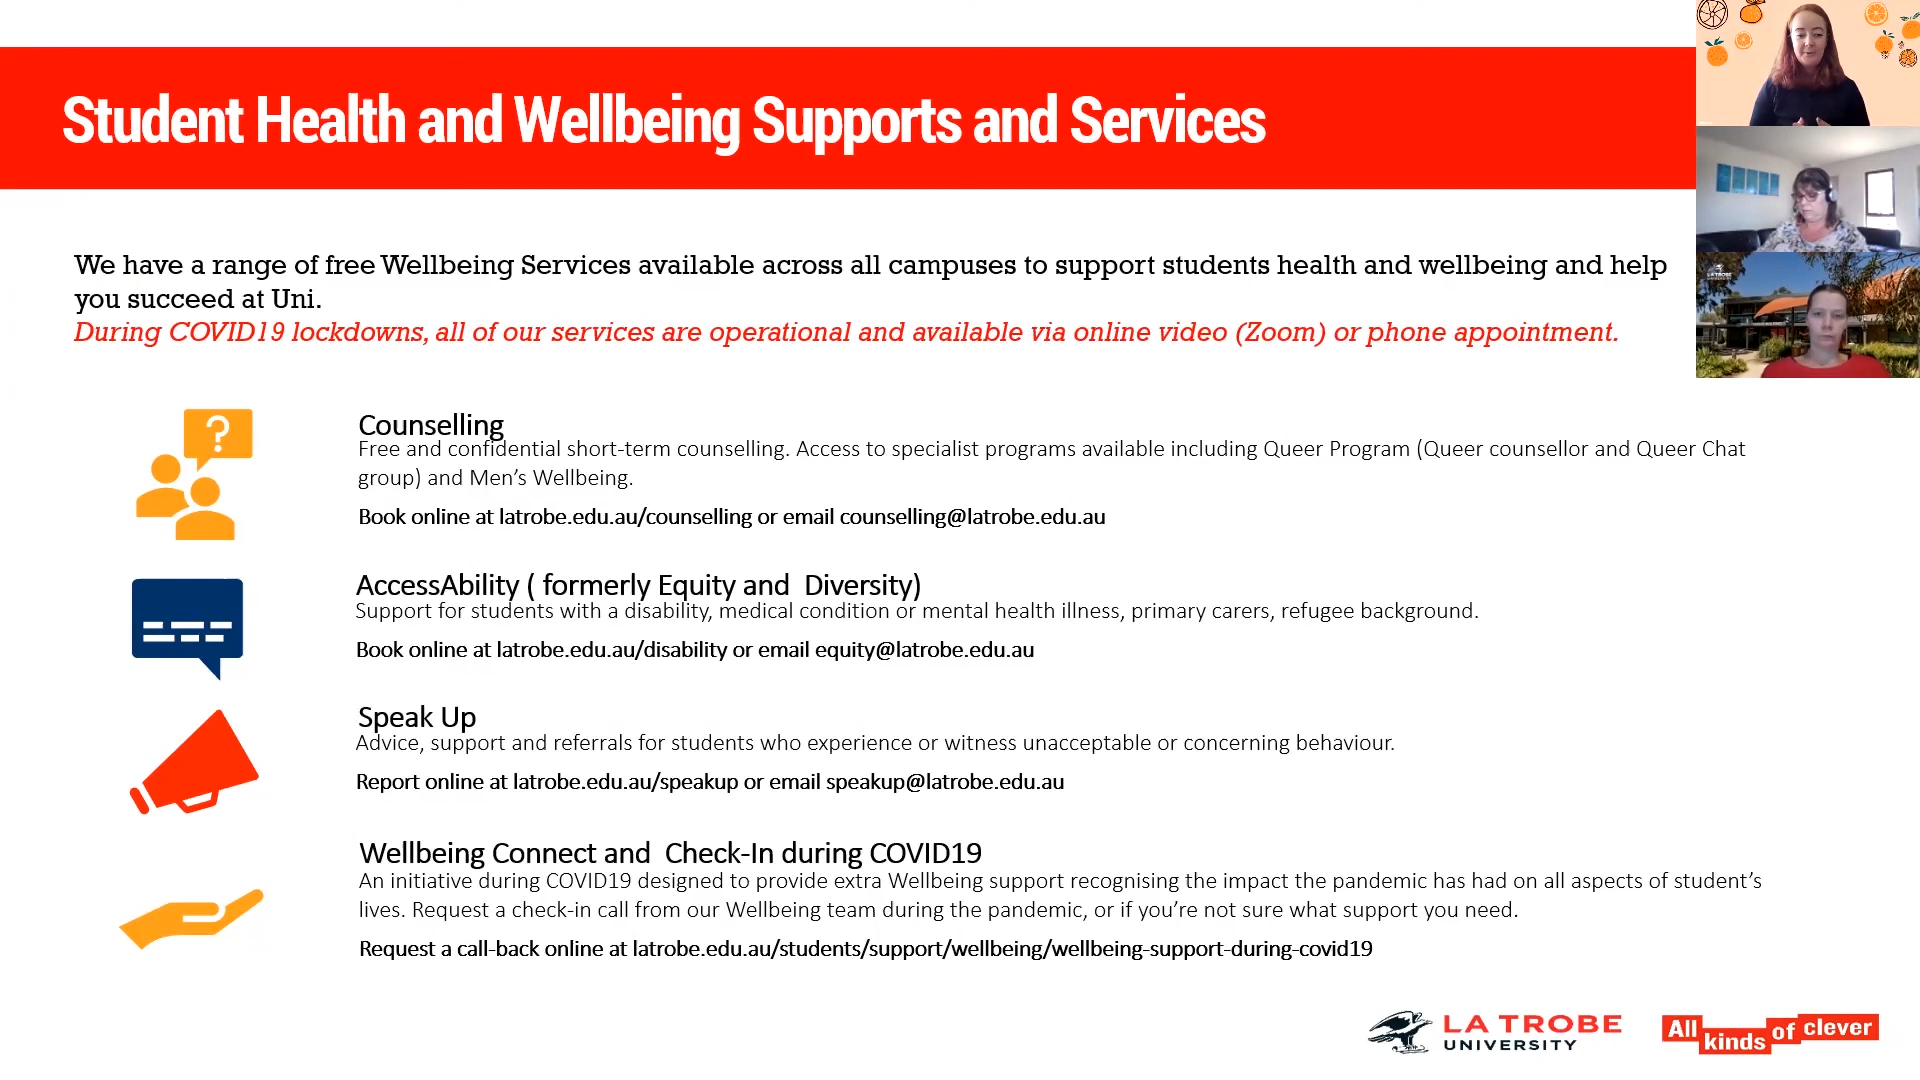 Student Health and Wellbeing Supports and Services
We have a range of free Wellbeing Services available across all campuses to support students health and wellbeing and help
you succeed at Uni.
During COVID19 lockdowns, all of our services are operational and available via online video (Zoom) or phone appointment.
?
Counselling
Free and confidential short-term counselling. Access to specialist programs available including Queer Program (Queer counsellor and Queer Chat
group) and Men’s Wellbeing.
Book online at latrobe.edu.au/counselling or email counselling@latrobe.edu.au
AccessAbility ( formerly Equity and  Diversity)
Support for students with a disability, medical condition or mental health illness, primary carers, refugee background.
Book online at latrobe.edu.au/disability or email equity@latrobe.edu.au
Speak Up
Advice, support and referrals for students who experience or witness unacceptable or concerning behaviour.
Report online at latrobe.edu.au/speakup or email speakup@latrobe.edu.au
Wellbeing Connect and  Check-In during COVID19
An initiative during COVID19 designed to provide extra Wellbeing support recognising the impact the pandemic has had on all aspects of student’s
lives. Request a check-in call from our Wellbeing team during the pandemic, or if you’re not sure what support you need.
Request a call-back online at latrobe.edu.au/students/support/wellbeing/wellbeing-support-during-covid19
LA TROBE
UNIVERSITY
All kinds of clever